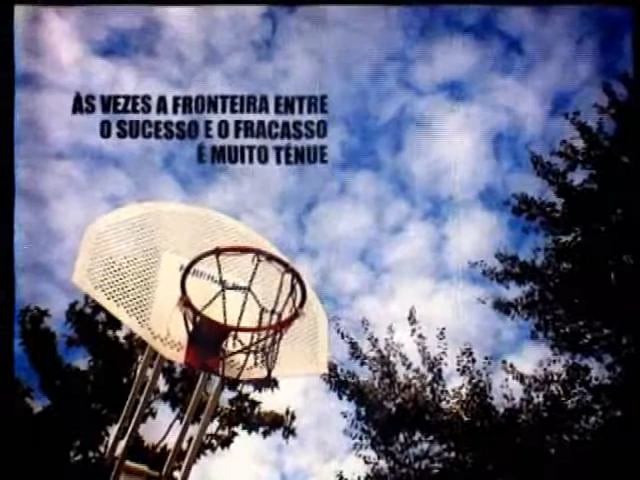 ÀS VEZES A FRONTEIRA ENTRE
O SUCESSO E O FRACASSO
É MUITO TÉNUE